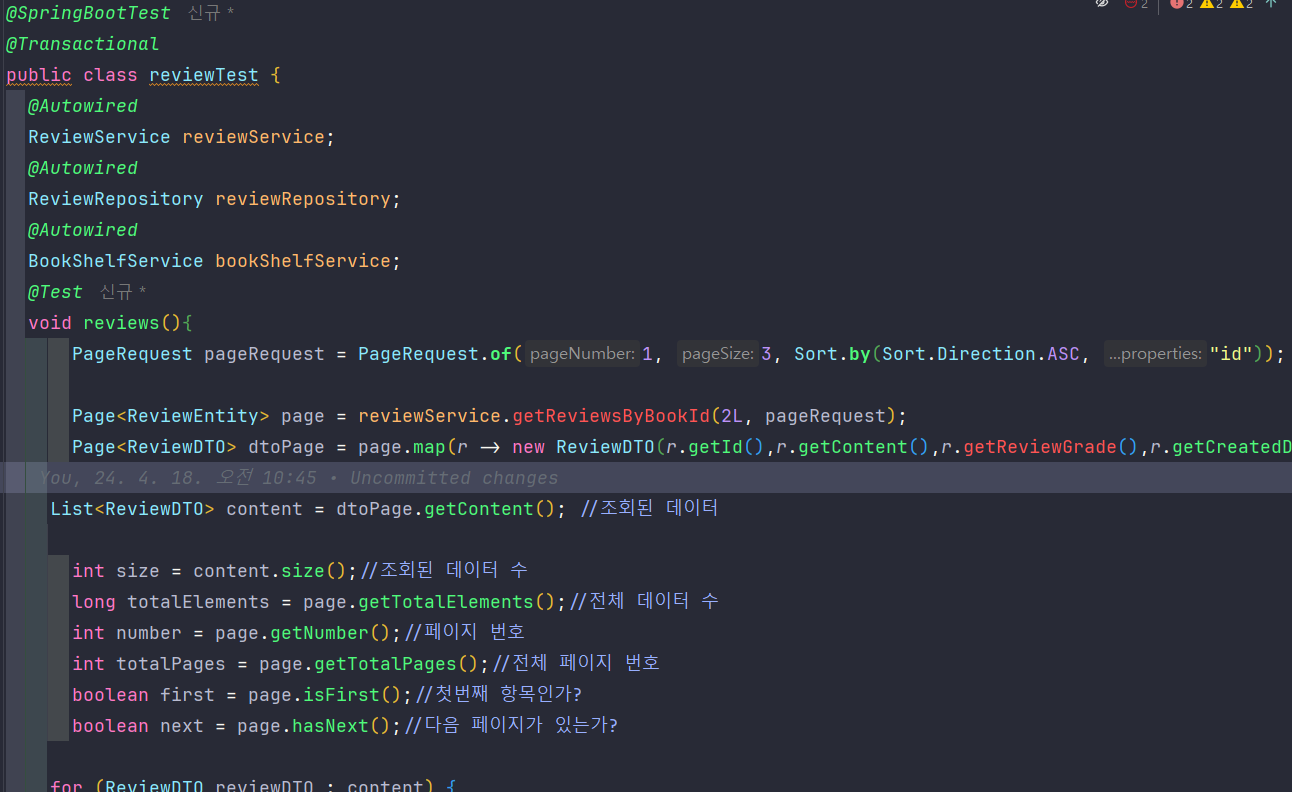 @SpringBootTest 신규 *
2 2 2 2
@Transactional
public class reviewTest {
@Autowired
ReviewService reviewService;
@Autowired
ReviewRepository reviewRepository;
@Autowired
BookShelfService bookShelfService;
@Test 신규 *
void reviews(){
PageRequest pageRequest = PageRequest.of( pageNumber: 1, pageSize: 3, Sort.by(Sort.Direction.ASC, ...properties: "id"));
Page<ReviewEntity> page = reviewService.getReviewsByBookId(2L, pageRequest);
Page<ReviewDTO> dtoPage = page.map(r -> new ReviewDTO(r.getId(),r.getContent(),r.getReviewGrade(),r.getCreatedD
You, 24. 4. 18. 오전 10:45 • Uncommitted changes
List<ReviewDTO> content = dtoPage.getContent(); //조회된 데이터
int size = content.size();//조회된 데이터 수
long totalElements = page.getTotalElements();//전체 데이터 수
int number = page.getNumber();//페이지 번호
int totalPages = page.getTotalPages();//전체 페이지 번호
boolean first = page.isFirst();//첫번째 항목인가?
boolean next = page.hasNext();//다음 페이지가 있는가?
for (ReviewDTO reviewDTO : content) {